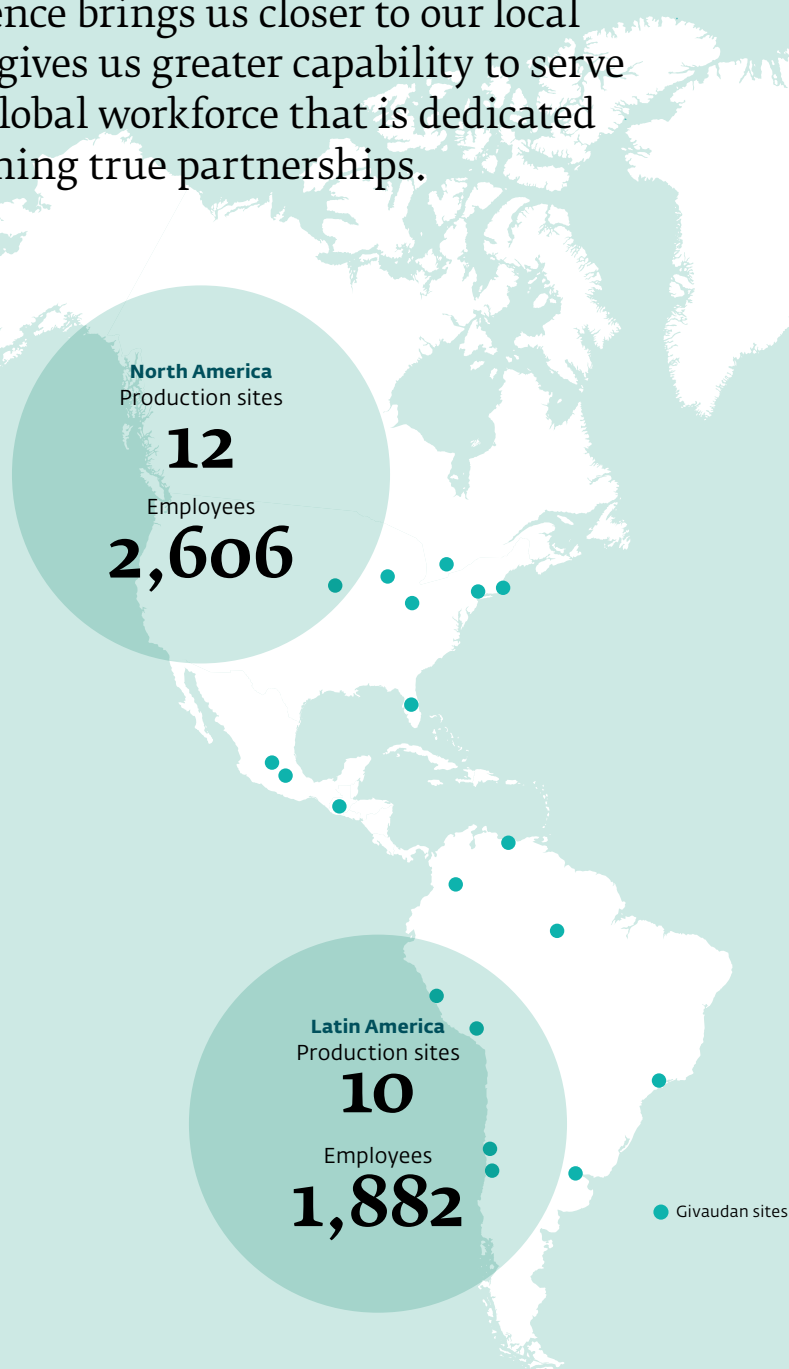 ence brings us closer to our local
gives us greater capability to serve
lobal workforce that is dedicated
ning true partnerships.
North America
Production sites
12
Employees
2,606
Latin America
Production sites
10
Employees
1,882
Givaudan sites